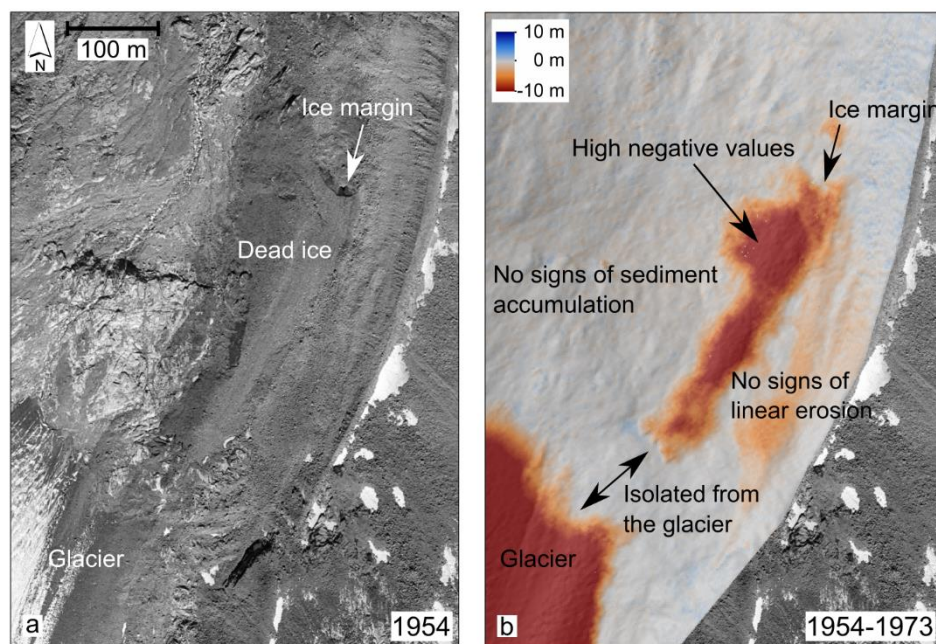 N
100 m
Ice margin
Dead ice
Glacier
a
1954
10 m
0 m
-10 m
Ice margin
High negative values
No signs of sediment
accumulation
No signs of
linear erosion
Isolated from
the glacier
Glacier
b
1954-1973